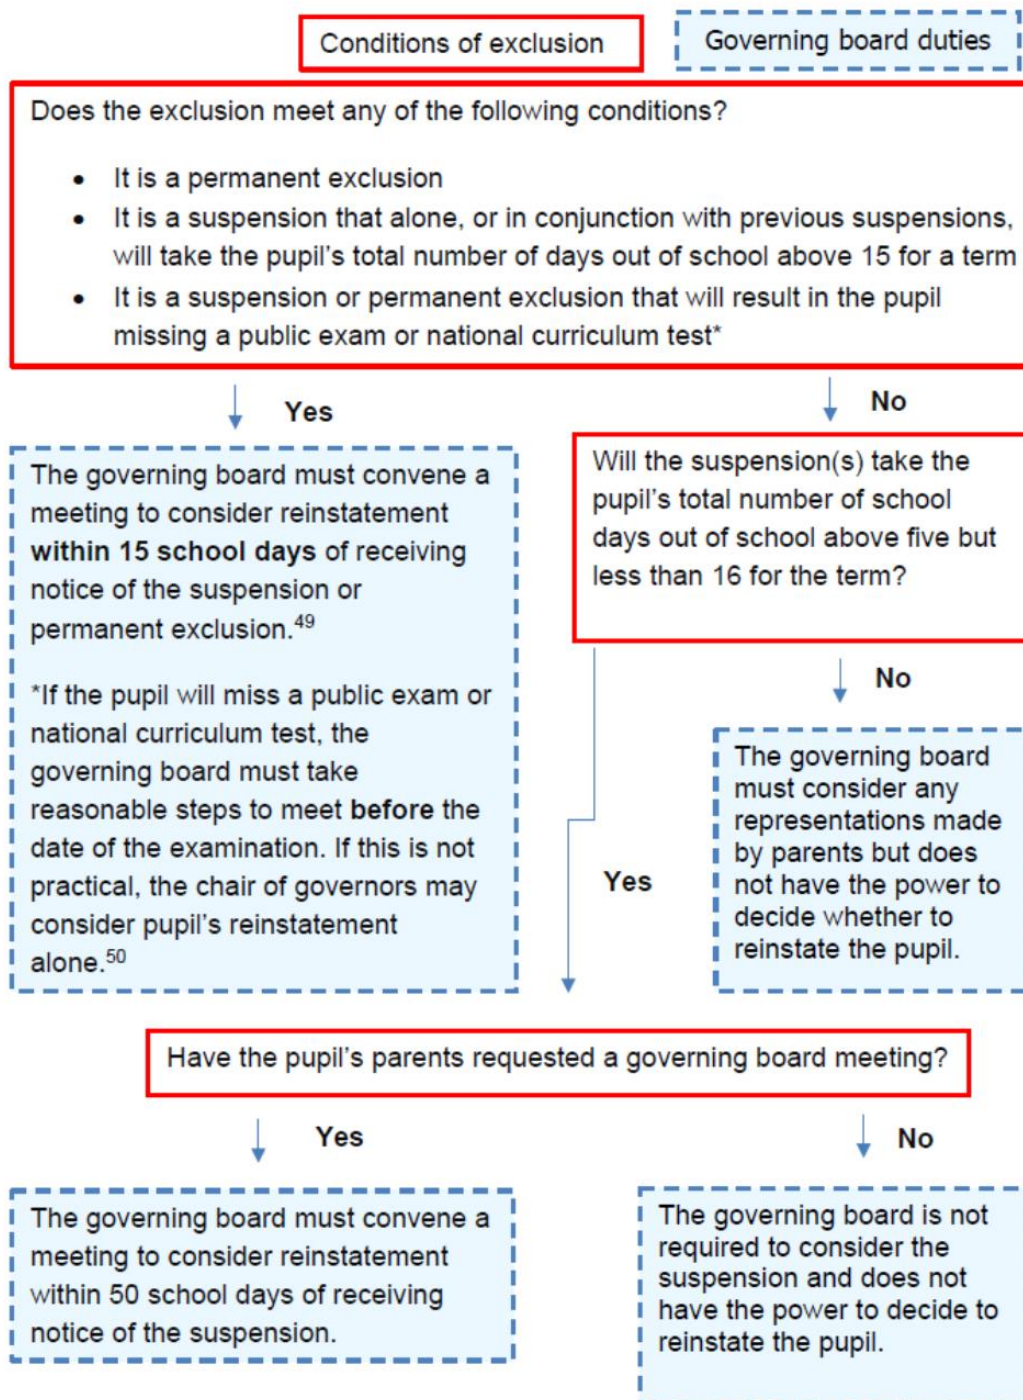 Conditions of exclusion
Governing board duties
Does the exclusion meet any of the following conditions?
• It is a permanent exclusion
• It is a suspension that alone, or in conjunction with previous suspensions,
will take the pupil's total number of days out of school above 15 for a term
• It is a suspension or permanent exclusion that will result in the pupil
missing a public exam or national curriculum test*
Yes
No
The governing board must convene a
meeting to consider reinstatement
within 15 school days of receiving
notice of the suspension or
permanent exclusion.49
*If the pupil will miss a public exam or
national curriculum test, the
governing board must take
reasonable steps to meet before the
date of the examination. If this is not
practical, the chair of governors may
consider pupil's reinstatement
alone.50
Will the suspension(s) take the
pupil's total number of school
days out of school above five but
less than 16 for the term?
No
The governing board
must consider any
representations made
by parents but does
not have the power to
decide whether to
reinstate the pupil.
Yes
Have the pupil's parents requested a governing board meeting?
Yes
No
The governing board must convene a
meeting to consider reinstatement
within 50 school days of receiving
notice of the suspension.
The governing board is not
required to consider the
suspension and does not
have the power to decide to
reinstate the pupil.